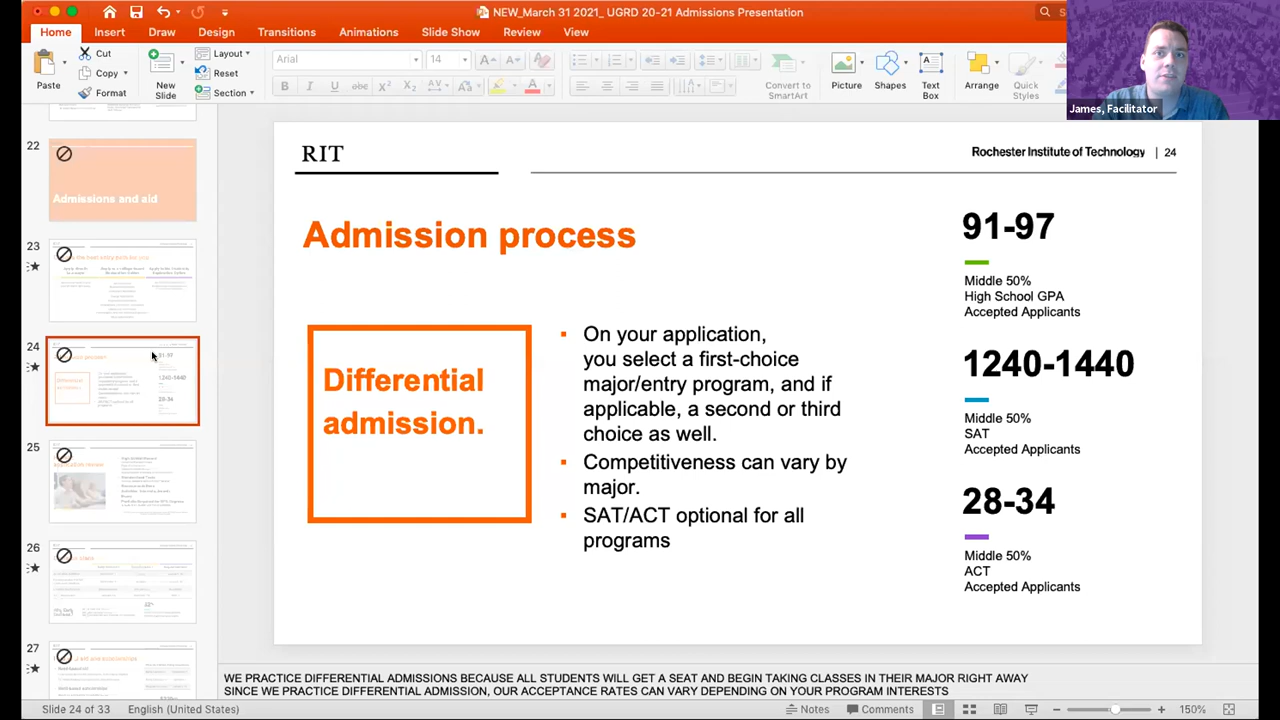 NEW_March 31 2021_ UGRD 20-21 Admissions Presentation
Home Insert Draw Design Transitions Animations Slide Show Review View
Paste
Cut
Copy
Format
New
Slide
Layout
Reset
Section
Arial
14
Convert to
SmartArt
Picture
Shapes
Text
Box
Arrange
Quick
Styles
James, Facilitator
22
Admissions and aid
23
24
25
26
27
RIT
Rochester Institute of Technology | 24
Admission process
Differential
admission.
On your application,
you select a first-choice
major/entry program, and if
applicable, a second or third
choice as well.
Competitiveness can vary by
major.
SAT/ACT optional for all
programs
91-97
Middle 50%
High School GPA
Accepted Applicants
1240-1440
Middle 50%
SAT
Accepted Applicants
28-34
Middle 50%
ACT
Accepted Applicants
WE PRACTICE DIFFERENTIAL ADMISSION BECAUSE ALL STUDENTS WILL GET A SEAT AND BEGIN TAKING CLASSES IN THEIR MAJOR RIGHT AWAY
SINCE WE PRACTICE DIFFERENTIAL ADMISSION, OUR ACCEPTANCE RATES CAN VARY DEPENDING ON YOUR PROGRAM INTERESTS
Slide 24 of 33 English (United States) Notes Comments 150%